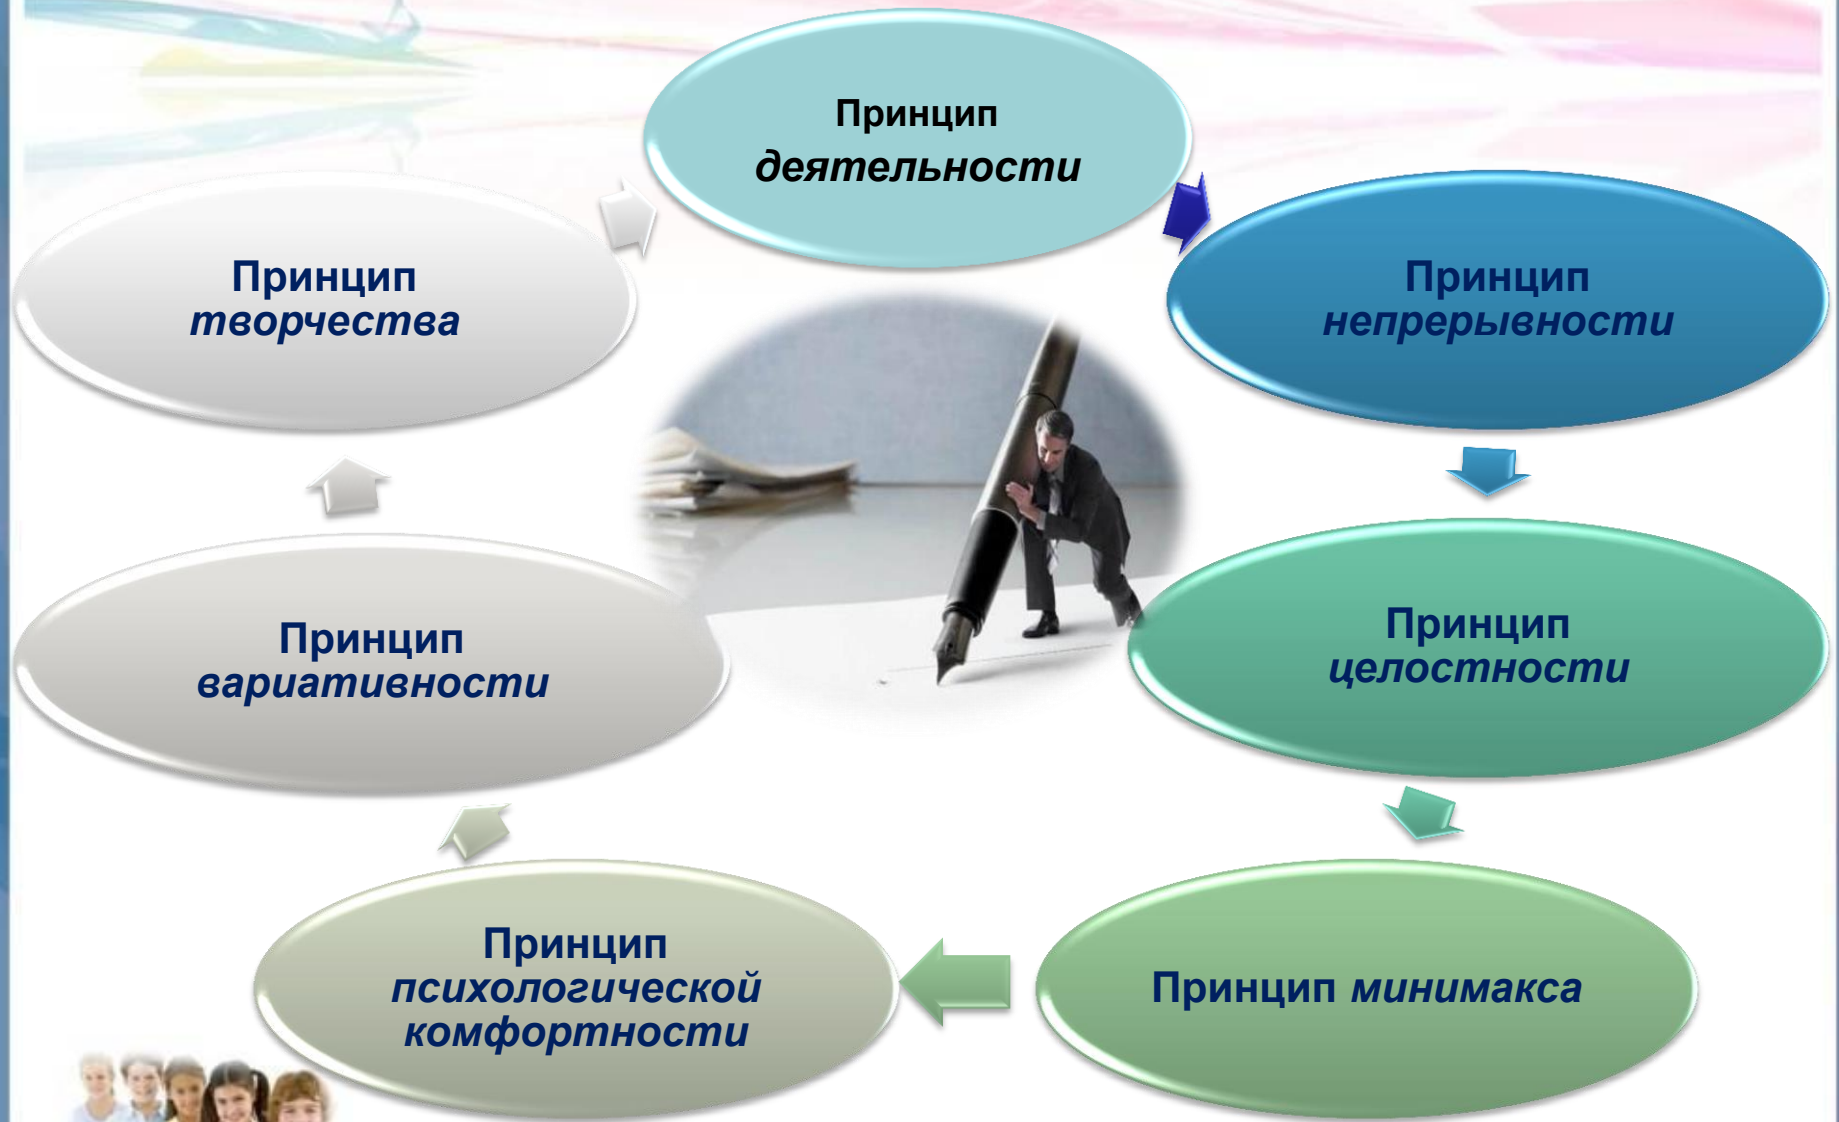 Принцип
деятельности
Принцип
непрерывности
Принцип
целостности
Принцип минимакса
Принцип
психологической
комфортности
Принцип
вариативности
Принцип
творчества